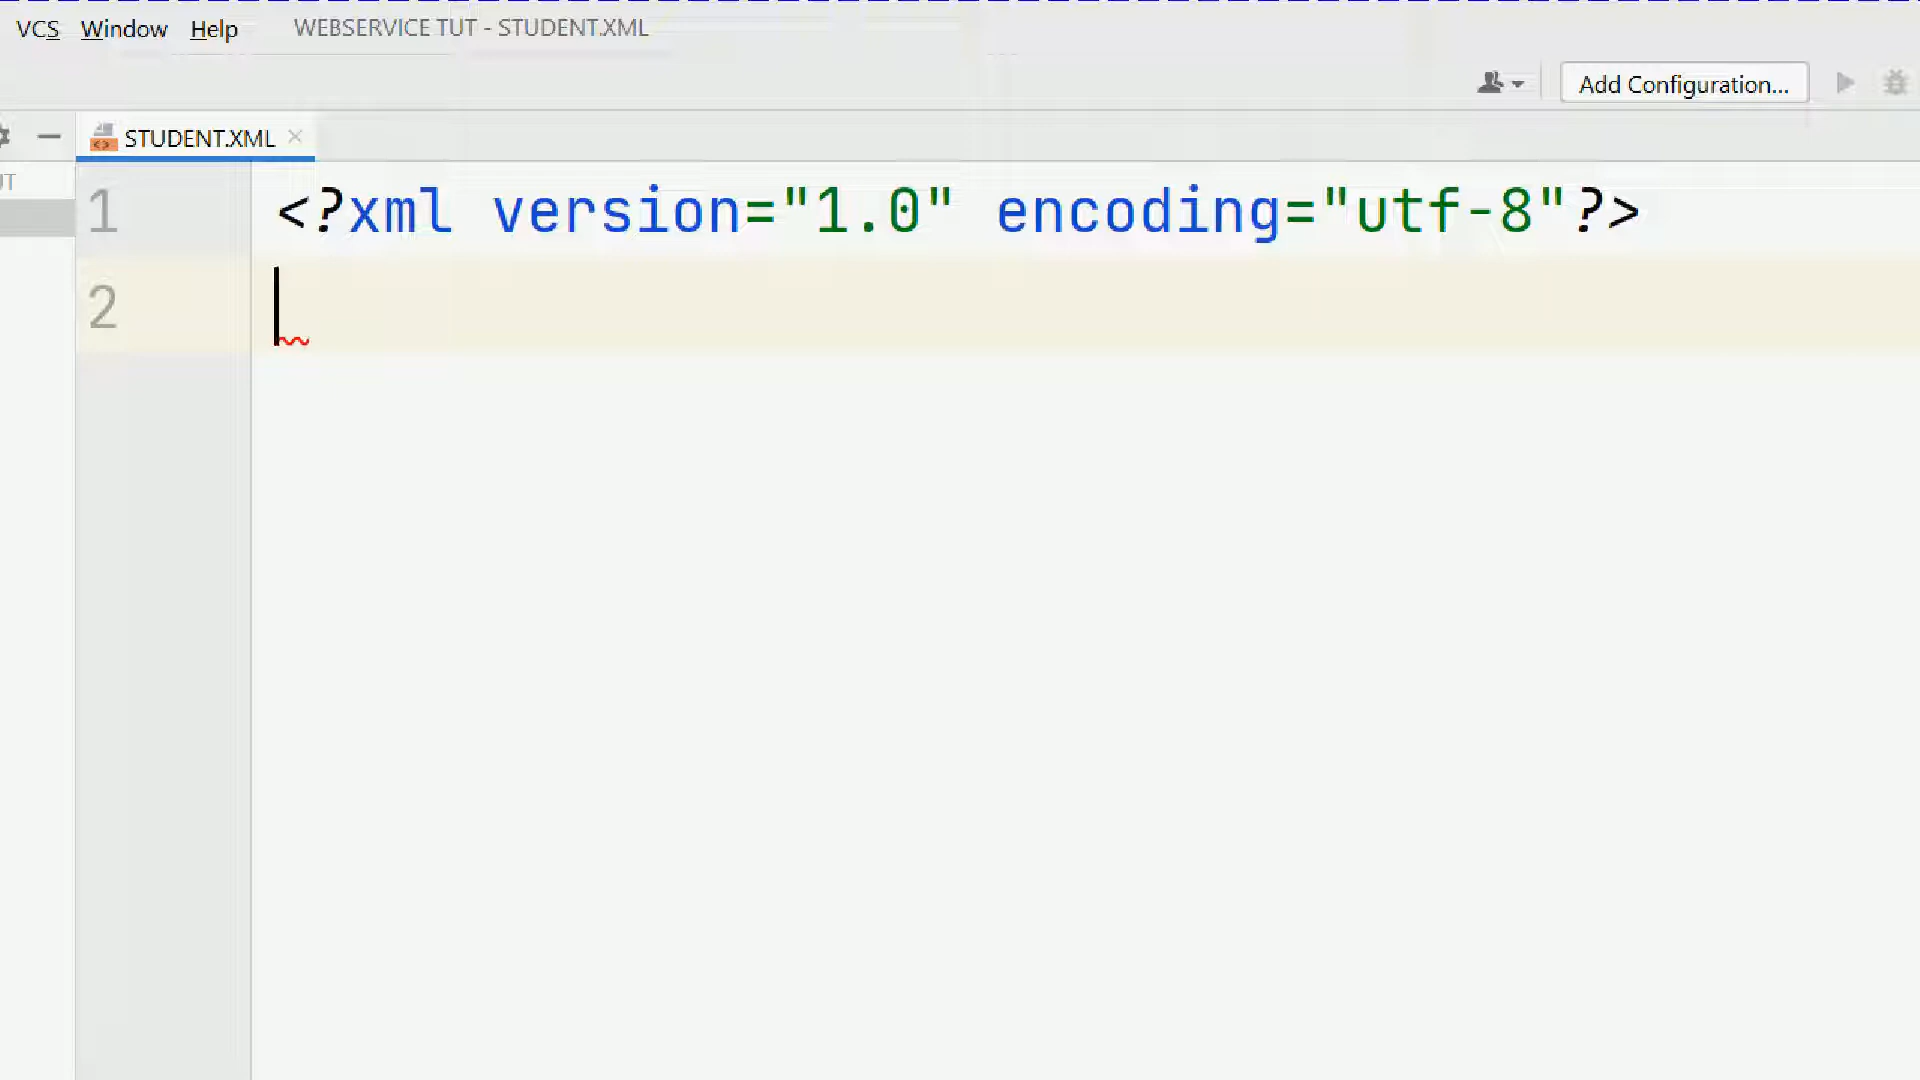 VCS Window Help WEBSERVICE TUT - STUDENT.XML
Add Configuration...
STUDENT.XML
1 <?xml version="1.0" encoding="utf-8"?>
2